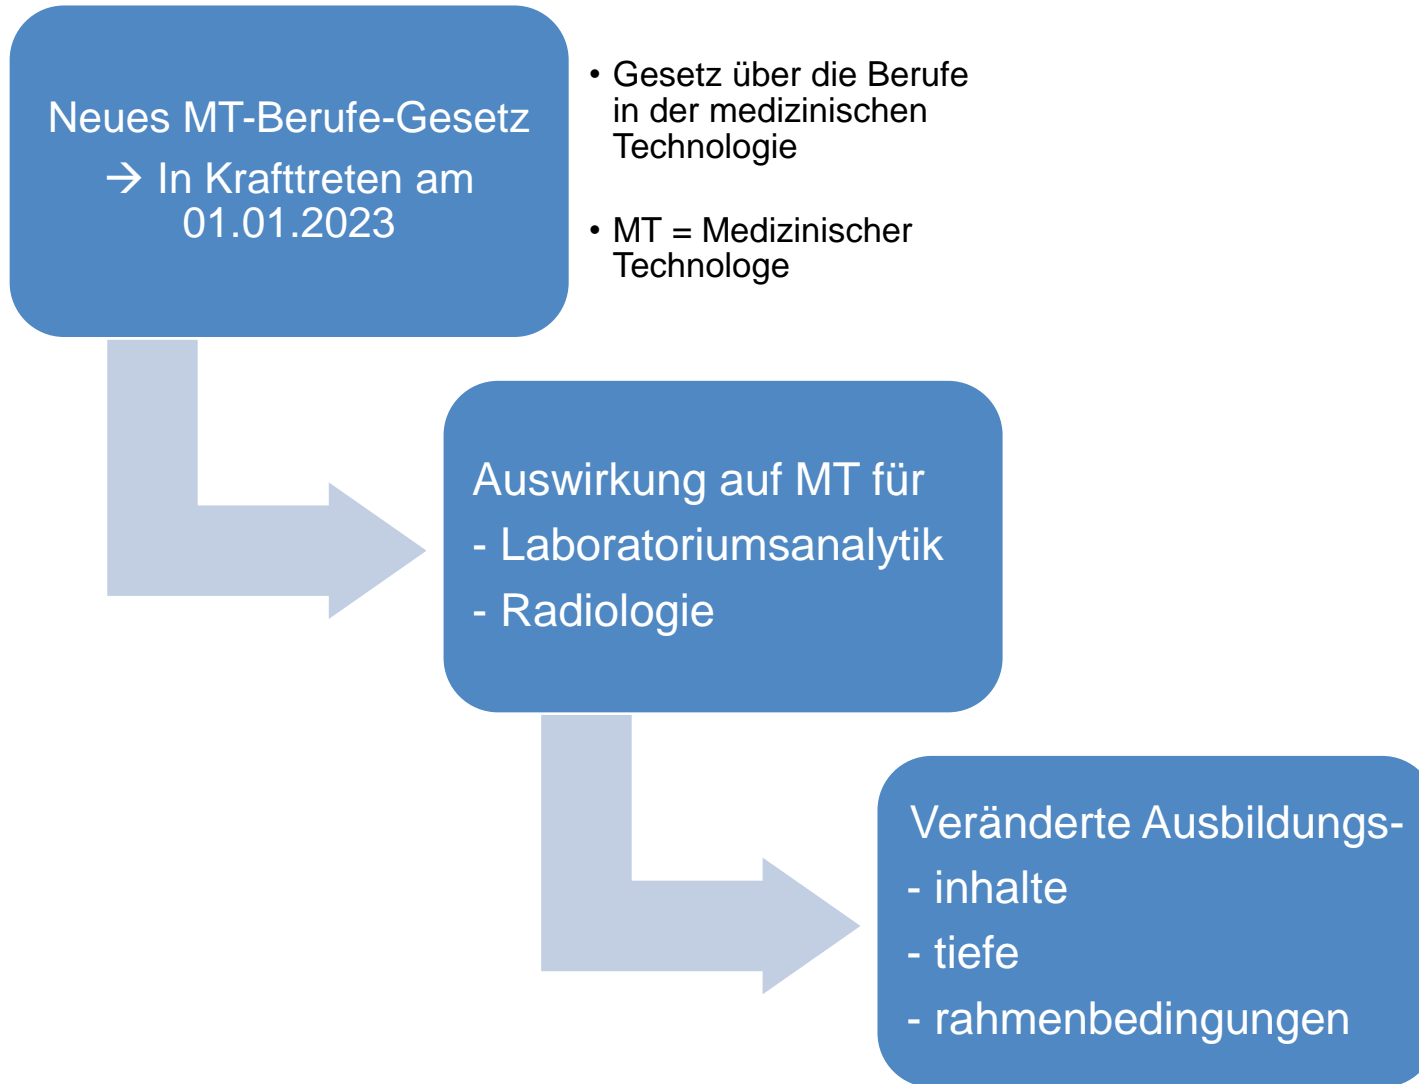 Neues MT-Berufe-Gesetz
→ In Krafttreten am
01.01.2023
• Gesetz über die Berufe
in der medizinischen
Technologie
• MT = Medizinischer
Technologe
Auswirkung auf MT für
- Laboratoriumsanalytik
- Radiologie
Veränderte Ausbildungs-
- inhalte
- tiefe
- rahmenbedingungen